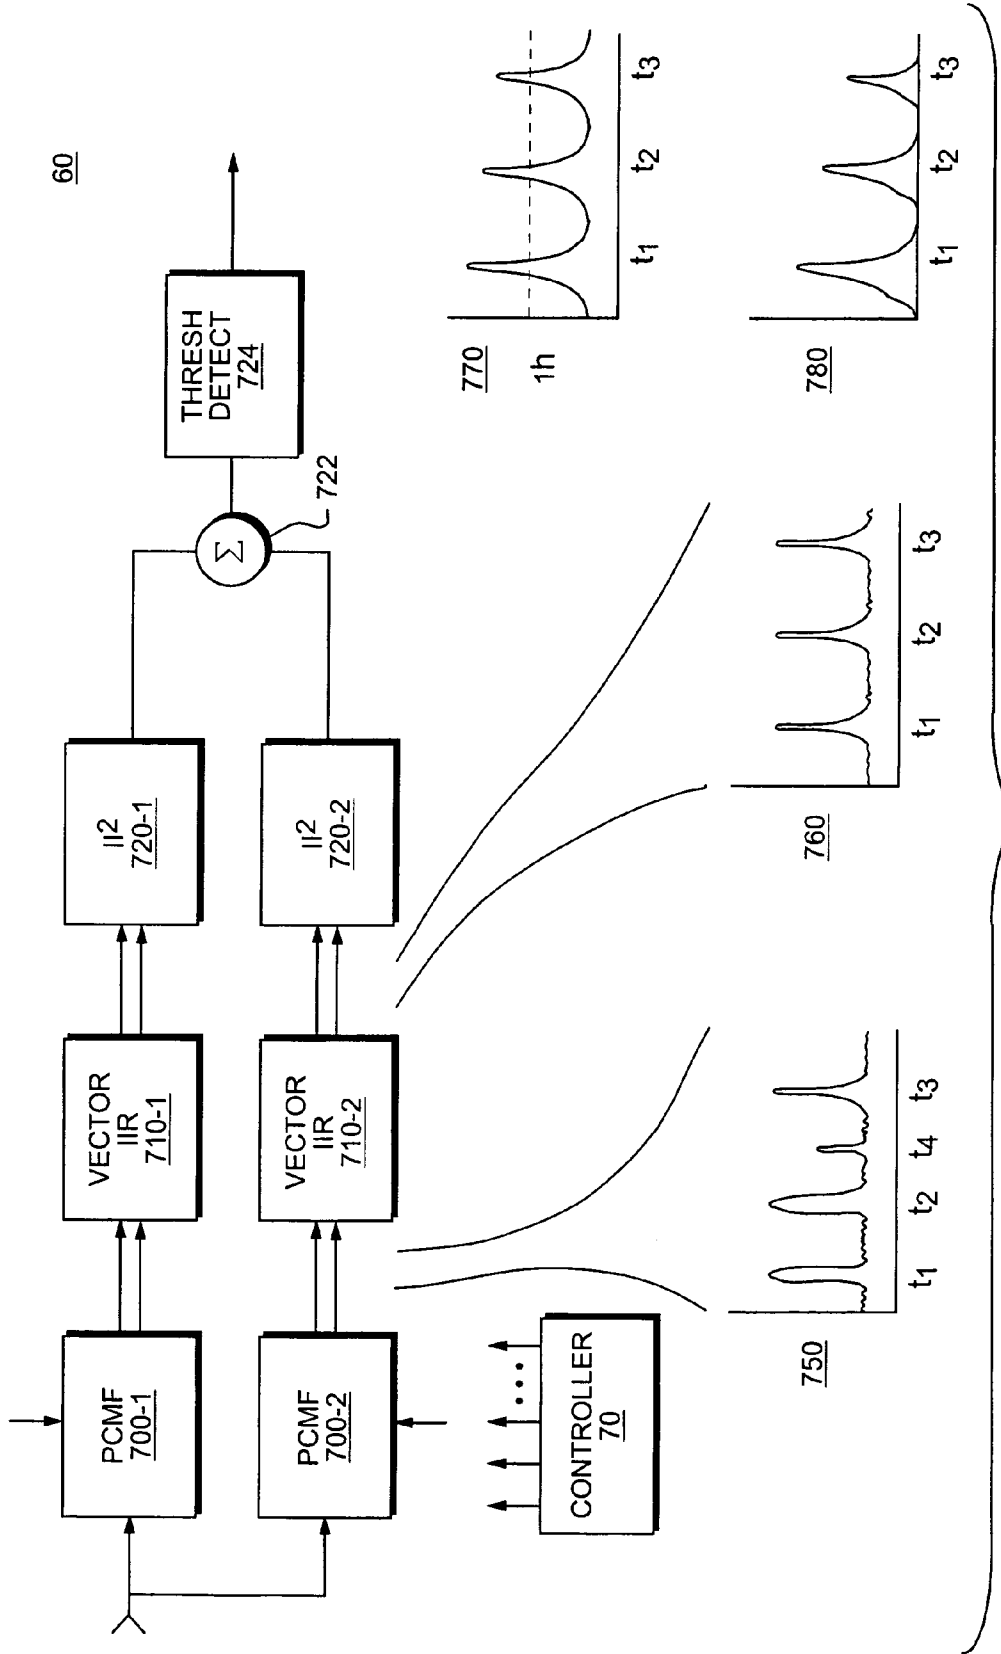 60
PCMF
700-1
VECTOR
IIR
710-1
||²
720-1
PCMF
700-2
VECTOR
IIR
710-2
||²
720-2
Σ
722
THRESH
DETECT
724
CONTROLLER
70
750
t1 t2 t4 t3
760
t1 t2 t3
770
1h
t1 t2 t3
780
t1 t2 t3